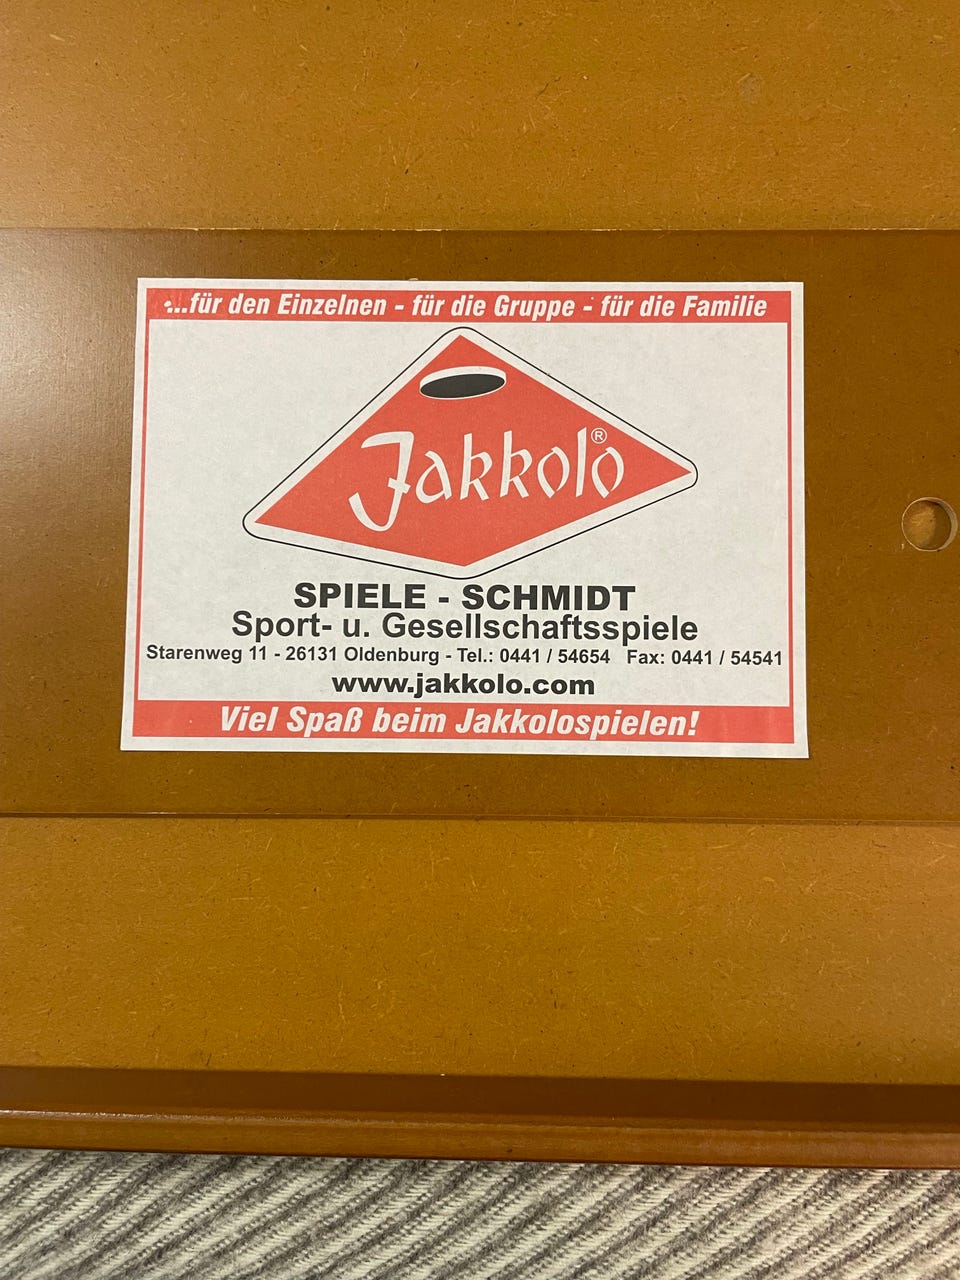 ...für den Einzelnen - für die Gruppe - für die Familie
Jakkolo®
SPIELE - SCHMIDT
Sport- u. Gesellschaftsspiele
Starenweg 11 - 26131 Oldenburg - Tel.: 0441 / 54654 Fax: 0441 / 54541
www.jakkolo.com
Viel Spaß beim Jakkolospielen!